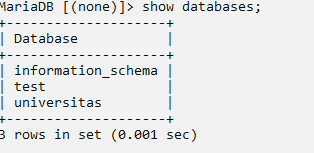 MariaDB [(none)]> show databases;
+--------------------+
| Database           |
+--------------------+
| information_schema |
| test               |
| universitas        |
+--------------------+
3 rows in set (0.001 sec)